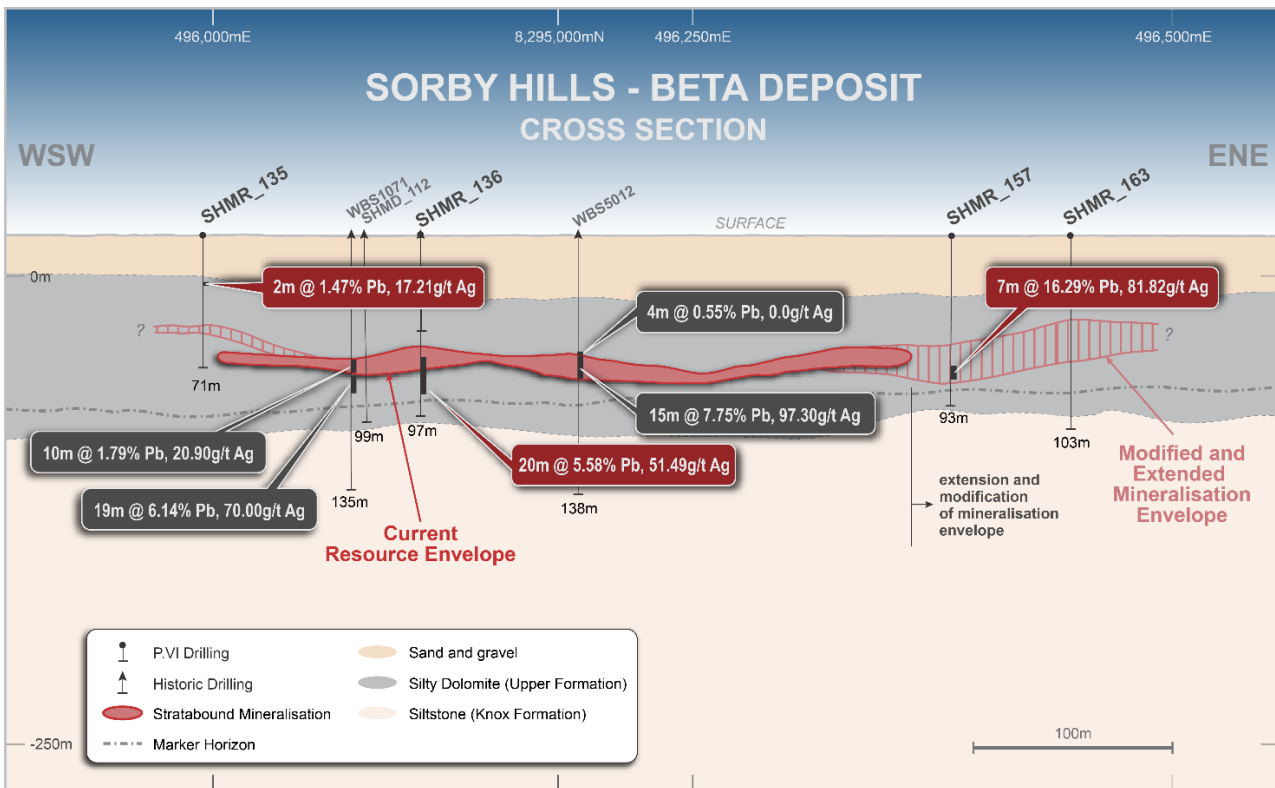 496,000mE
8,295,000mN
496,250mE
496,500mE
SORBY HILLS - BETA DEPOSIT
CROSS SECTION
WSW
ENE
SHMR_135
WBS1071
SHMD_112
SHMR_136
WBS5012
SURFACE
SHMR_157
SHMR_163
0m
2m @ 1.47% Pb, 17.21g/t Ag
7m @ 16.29% Pb, 81.82g/t Ag
4m @ 0.55% Pb, 0.0g/t Ag
?
?
71m
15m @ 7.75% Pb, 97.30g/t Ag
93m
99m
97m
103m
10m @ 1.79% Pb, 20.90g/t Ag
20m @ 5.58% Pb, 51.49g/t Ag
135m
138m
19m @ 6.14% Pb, 70.00g/t Ag
Current
Resource Envelope
extension and
modification
of mineralisation
envelope
Modified and
Extended
Mineralisation
Envelope
P.VI Drilling
Historic Drilling
Stratabound Mineralisation
Marker Horizon
Sand and gravel
Silty Dolomite (Upper Formation)
Siltstone (Knox Formation)
-250m
100m